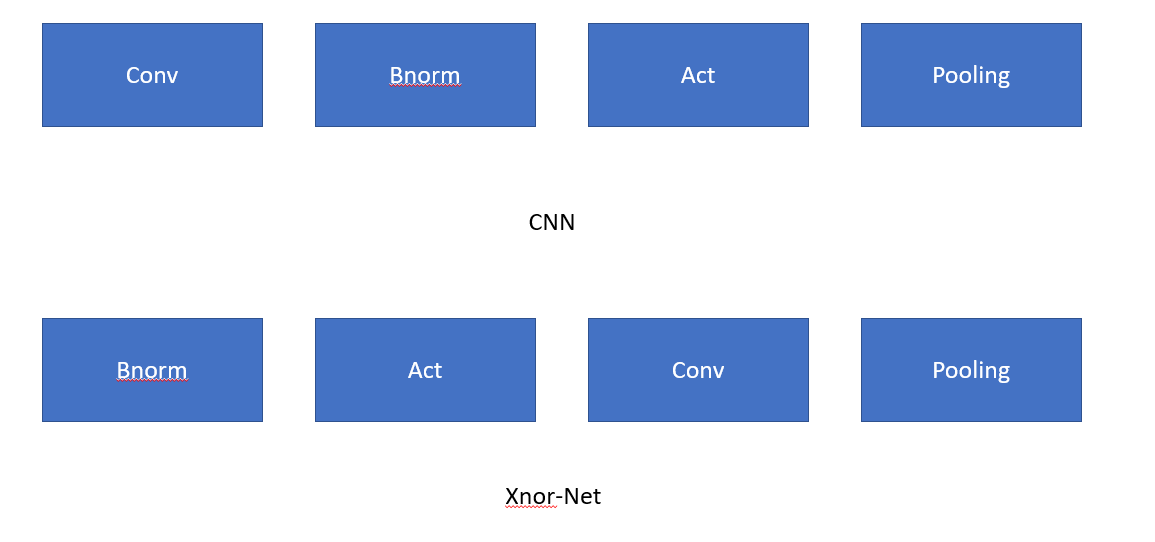 Conv Bnorm Act Pooling
CNN
Bnorm Act Conv Pooling
Xnor-Net